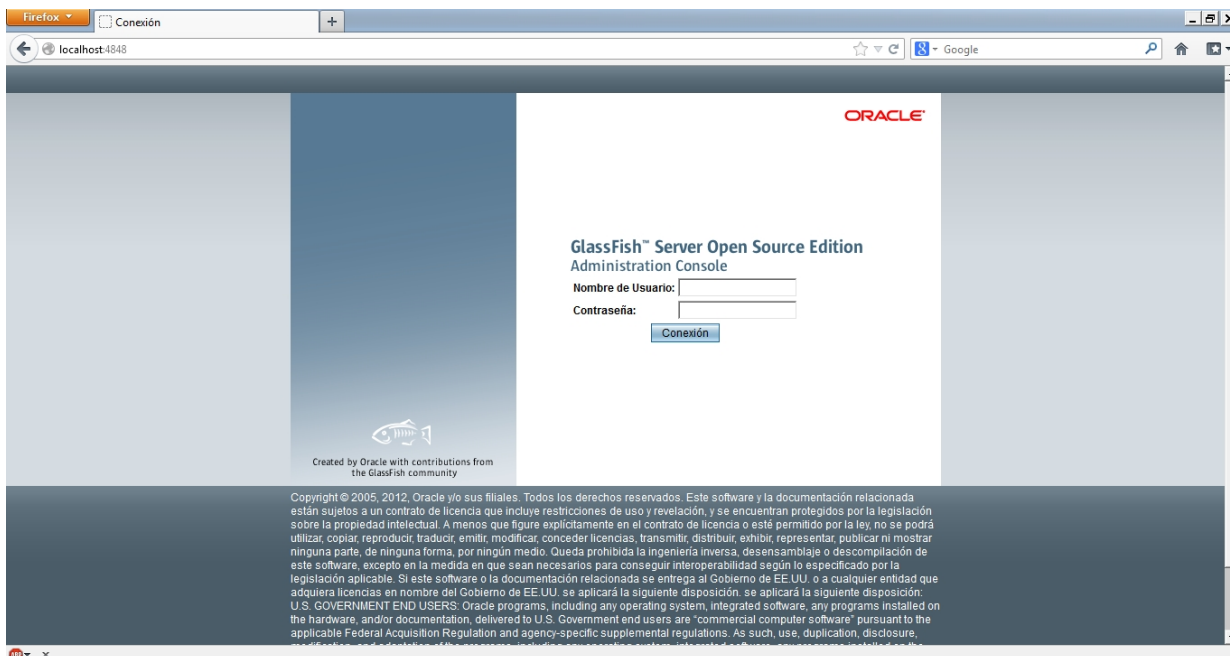 Firefox
Conexión
localhost:4848
Google
ORACLE
GlassFish™ Server Open Source Edition
Administration Console
Nombre de Usuario:
Contraseña:
Conexión
Created by Oracle with contributions from
the GlassFish community
Copyright © 2005, 2012, Oracle y/o sus filiales. Todos los derechos reservados. Este software y la documentación relacionada
están sujetos a un contrato de licencia que incluye restricciones de uso y revelación, y se encuentran protegidos por la legislación
sobre la propiedad intelectual. A menos que figure explícitamente en el contrato de licencia o esté permitido por la ley, no se podrá
utilizar, copiar, reproducir, traducir, emitir, modificar, conceder licencias, transmitir, distribuir, exhibir, representar, publicar ni mostrar
ninguna parte, de ninguna forma, por ningún medio. Queda prohibida la ingeniería inversa, desensamblaje o descompilación de
este software, excepto en la medida en que sean necesarios para conseguir interoperabilidad según lo especificado por la
legislación aplicable. Si este software o la documentación relacionada se entrega al Gobierno de EE.UU. o a cualquier entidad que
adquiera licencias en nombre del Gobierno de EE.UU. se aplicará la siguiente disposición. se aplicará la siguiente disposición:
U.S. GOVERNMENT END USERS: Oracle programs, including any operating system, integrated software, any programs installed on
the hardware, and/or documentation, delivered to U.S. Government end users are “commercial computer software” pursuant to the
applicable Federal Acquisition Regulation and agency-specific supplemental regulations. As such, use, duplication, disclosure,
ABP